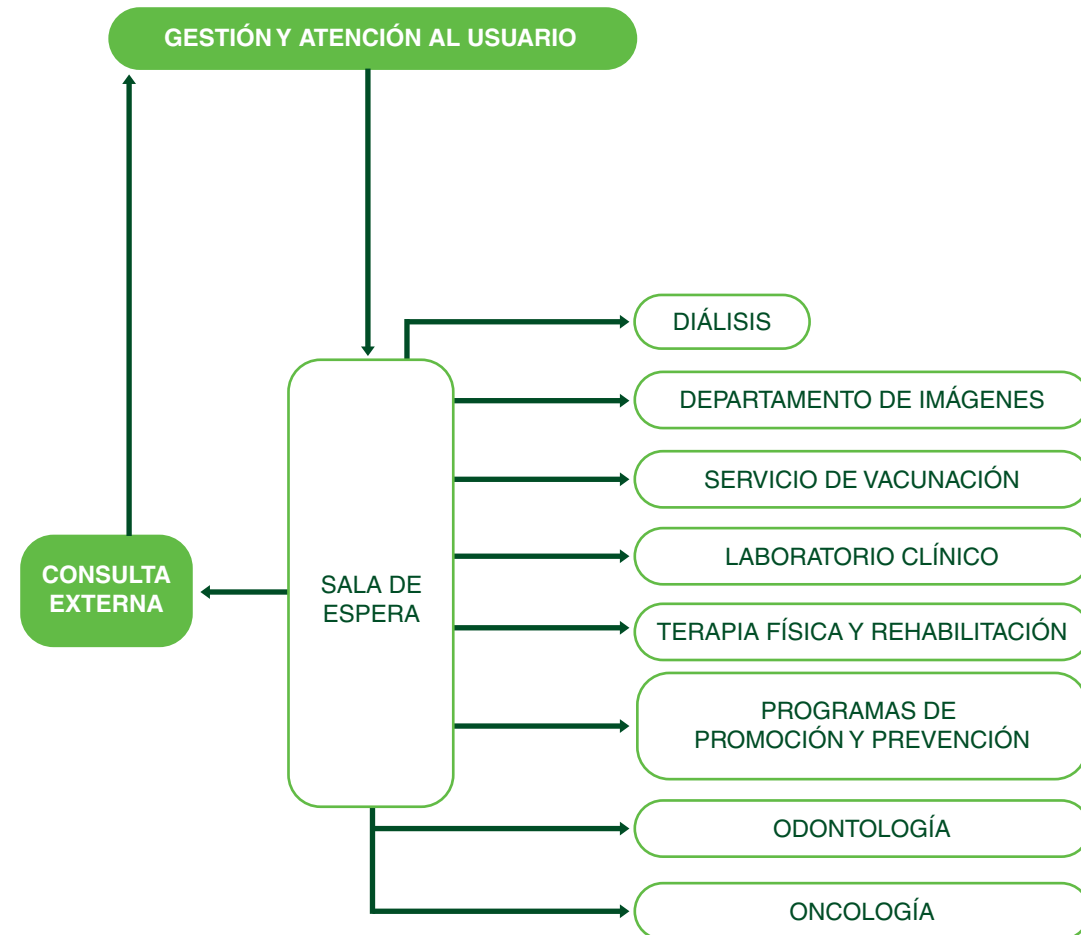 GESTIÓN Y ATENCIÓN AL USUARIO
DIÁLISIS
DEPARTAMENTO DE IMÁGENES
SERVICIO DE VACUNACIÓN
LABORATORIO CLÍNICO
CONSULTA
EXTERNA
SALA DE
ESPERA
TERAPIA FÍSICA Y REHABILITACIÓN
PROGRAMAS DE
PROMOCIÓN Y PREVENCIÓN
ODONTOLOGÍA
ONCOLOGÍA